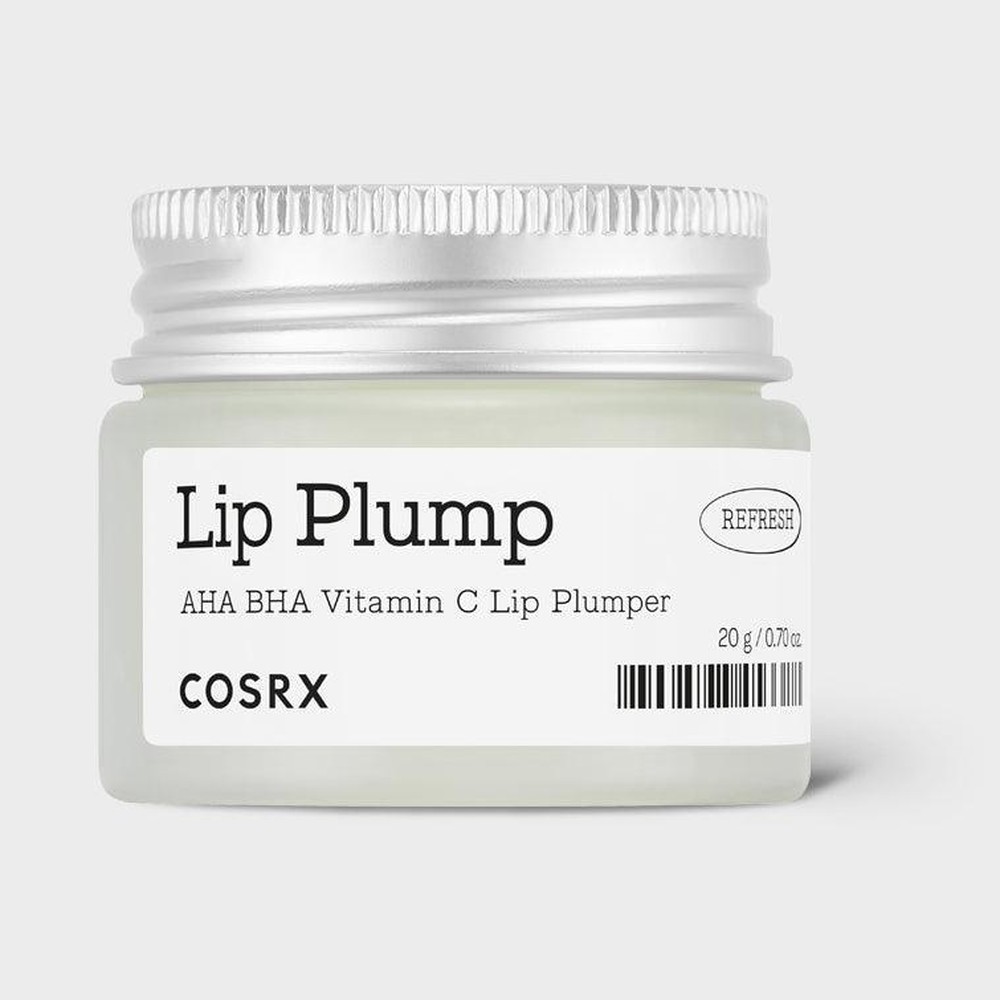 Lip Plump
REFRESH
AHA BHA Vitamin C Lip Plumper
20 g / 0.70 oz.
COSRX